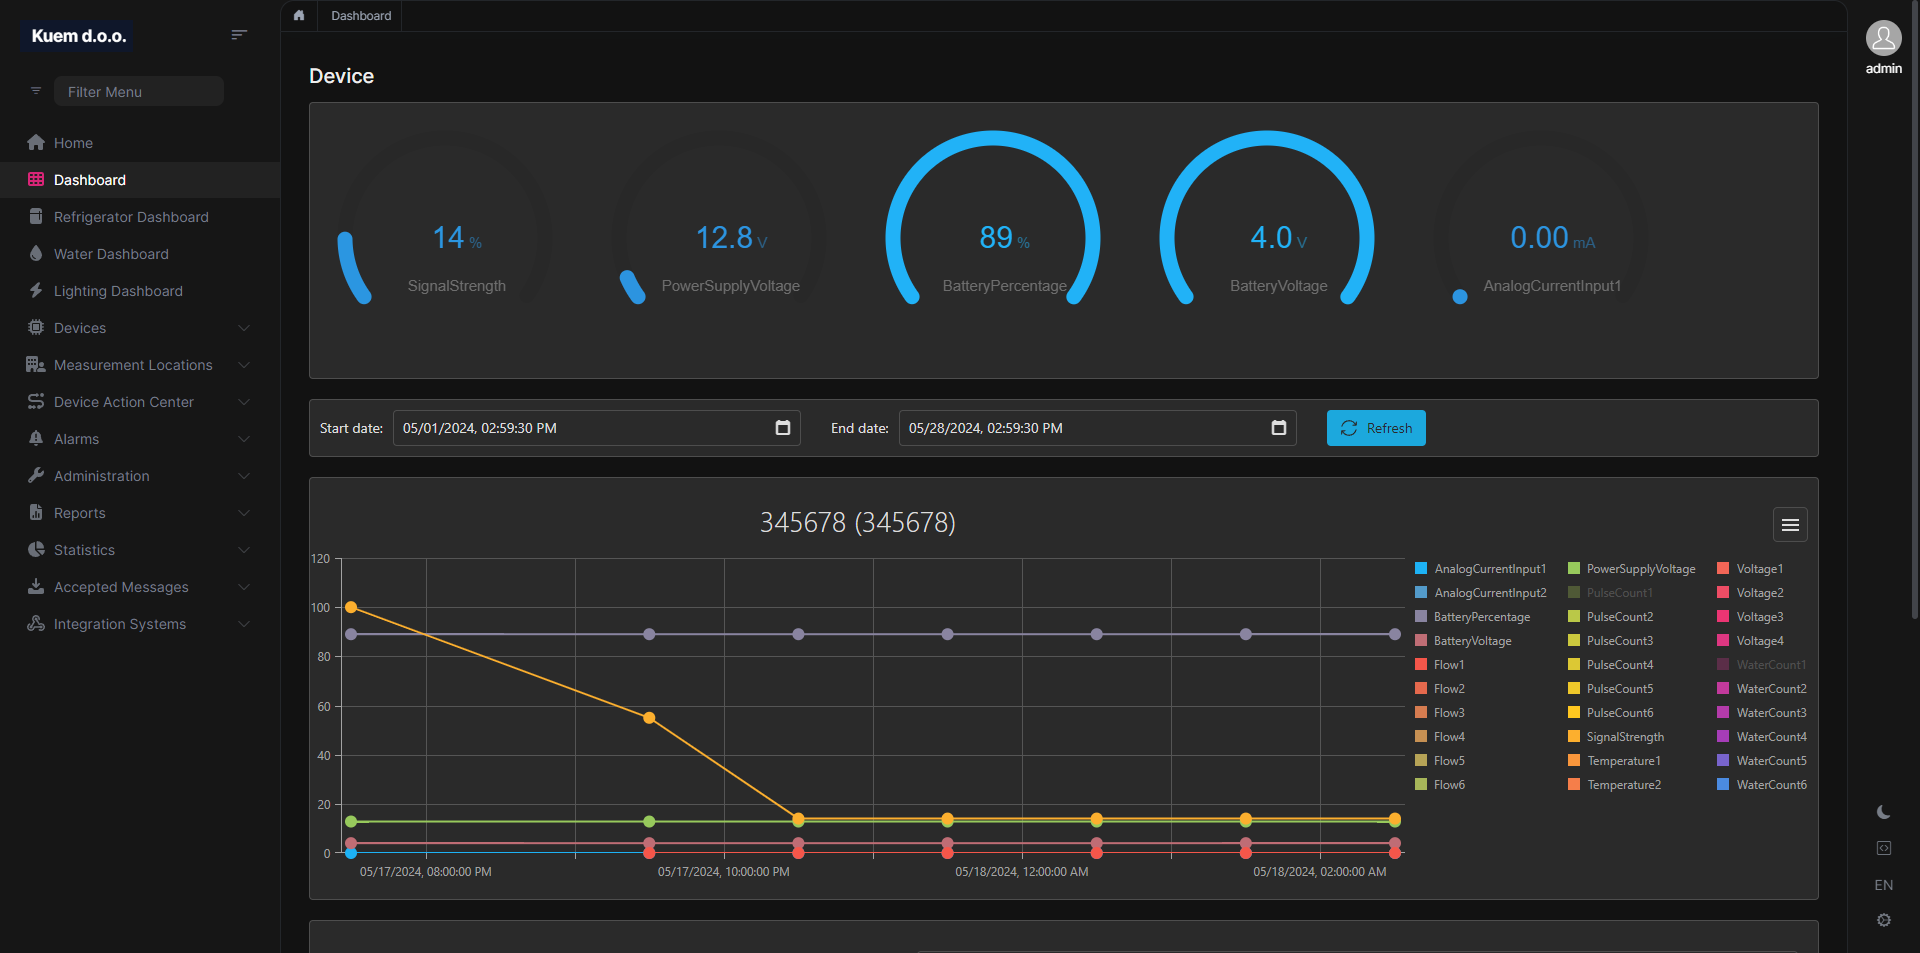 Kuem d.o.o.
Filter Menu
Home
Dashboard
Refrigerator Dashboard
Water Dashboard
Lighting Dashboard
Devices
Measurement Locations
Device Action Center
Alarms
Administration
Reports
Statistics
Accepted Messages
Integration Systems
Dashboard
admin
Device
14 %
SignalStrength
12.8 V
PowerSupplyVoltage
89 %
BatteryPercentage
4.0 V
BatteryVoltage
0.00 mA
AnalogCurrentInput1
Start date: 05/01/2024, 02:59:30 PM
End date: 05/28/2024, 02:59:30 PM
Refresh
345678 (345678)
120
100
80
60
40
20
0
05/17/2024, 08:00:00 PM
05/17/2024, 10:00:00 PM
05/18/2024, 12:00:00 AM
05/18/2024, 02:00:00 AM
AnalogCurrentInput1
AnalogCurrentInput2
BatteryPercentage
BatteryVoltage
Flow1
Flow2
Flow3
Flow4
Flow5
Flow6
PowerSupplyVoltage
PulseCount1
PulseCount2
PulseCount3
PulseCount4
PulseCount5
PulseCount6
SignalStrength
Temperature1
Temperature2
Voltage1
Voltage2
Voltage3
Voltage4
WaterCount1
WaterCount2
WaterCount3
WaterCount4
WaterCount5
WaterCount6
EN